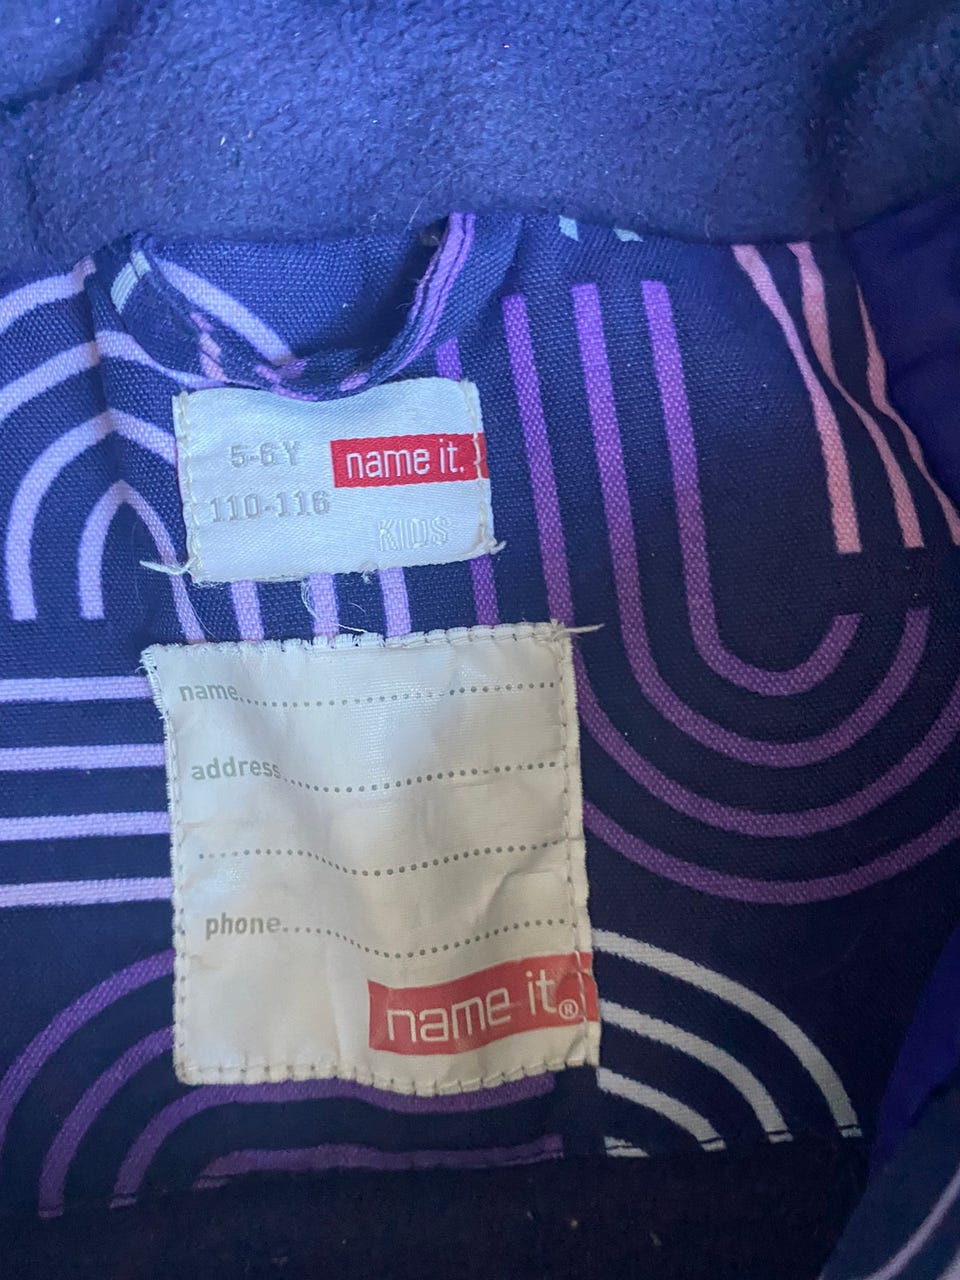 5-6Y name it.
110-116
KIDS
name
address
phone
name it®